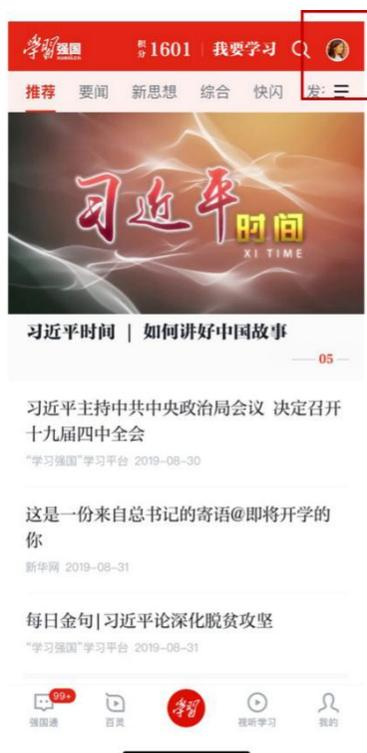 学习强国 积分 1601 我要学习
XUEXI.CN
推荐 要闻 新思想 综合 快闪 发
习近平
时间
XI TIME
习近平时间 | 如何讲好中国故事
05
习近平主持中共中央政治局会议 决定召开
十九届四中全会
“学习强国”学习平台 2019-08-30
这是一份来自总书记的寄语@即将开学的
你
新华网 2019-08-31
每日金句|习近平论深化脱贫攻坚
“学习强国”学习平台 2019-08-31
99+
学習
强国通 百灵 视听学习 我的